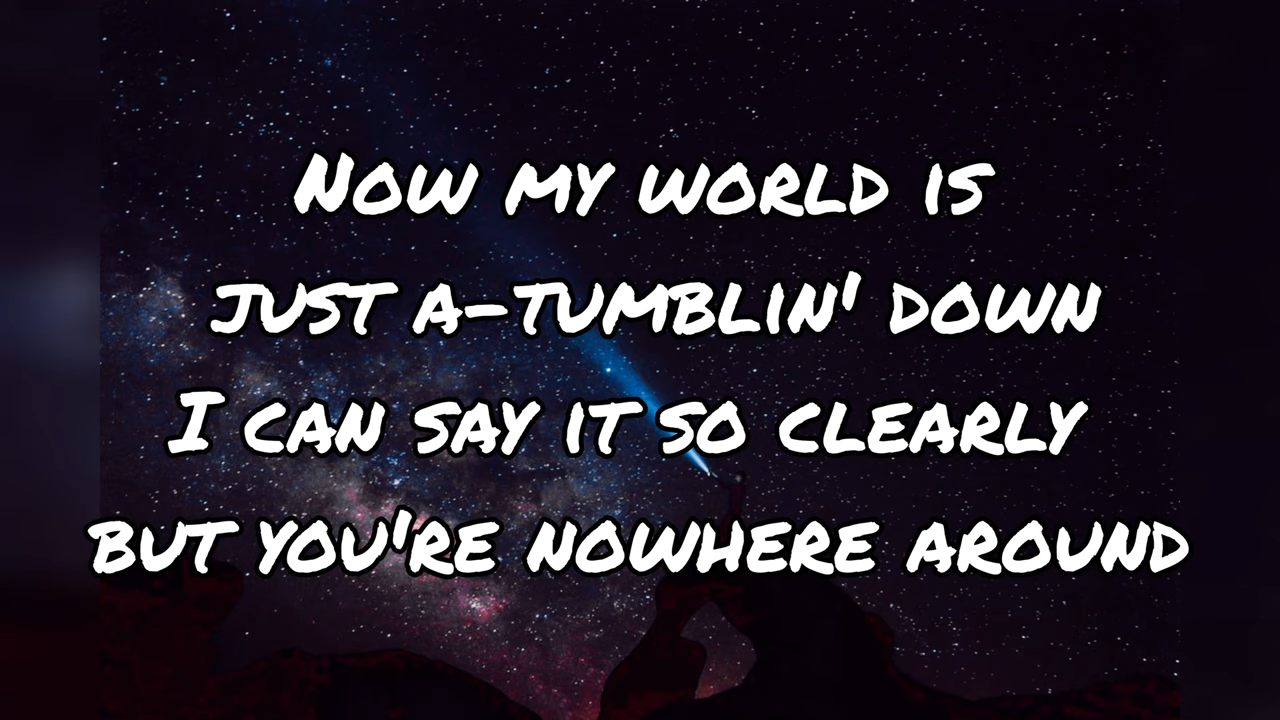 Now my world is
just a-tumblin' down
I can say it so clearly
but you're nowhere around